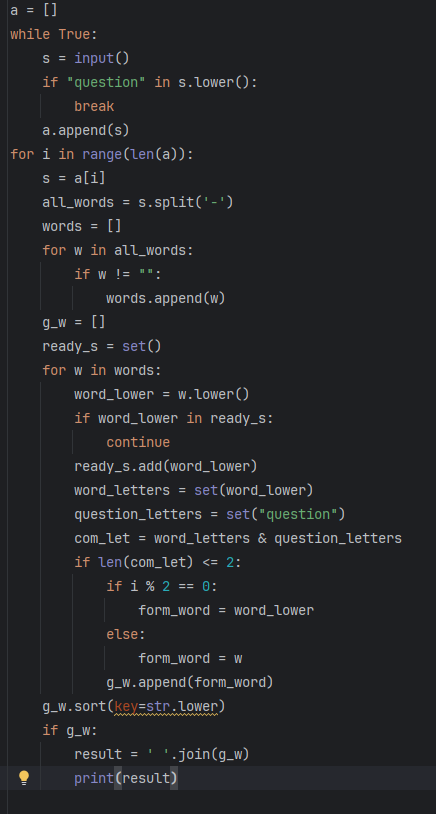 a = []
while True:
    s = input()
    if "question" in s.lower():
        break
    a.append(s)
for i in range(len(a)):
    s = a[i]
    all_words = s.split('-')
    words = []
    for w in all_words:
        if w != "":
            words.append(w)
    g_w = []
    ready_s = set()
    for w in words:
        word_lower = w.lower()
        if word_lower in ready_s:
            continue
        ready_s.add(word_lower)
        word_letters = set(word_lower)
        question_letters = set("question")
        com_let = word_letters & question_letters
        if len(com_let) <= 2:
            if i % 2 == 0:
                form_word = word_lower
            else:
                form_word = w
            g_w.append(form_word)
    g_w.sort(key=str.lower)
    if g_w:
        result = ' '.join(g_w)
        print(result)